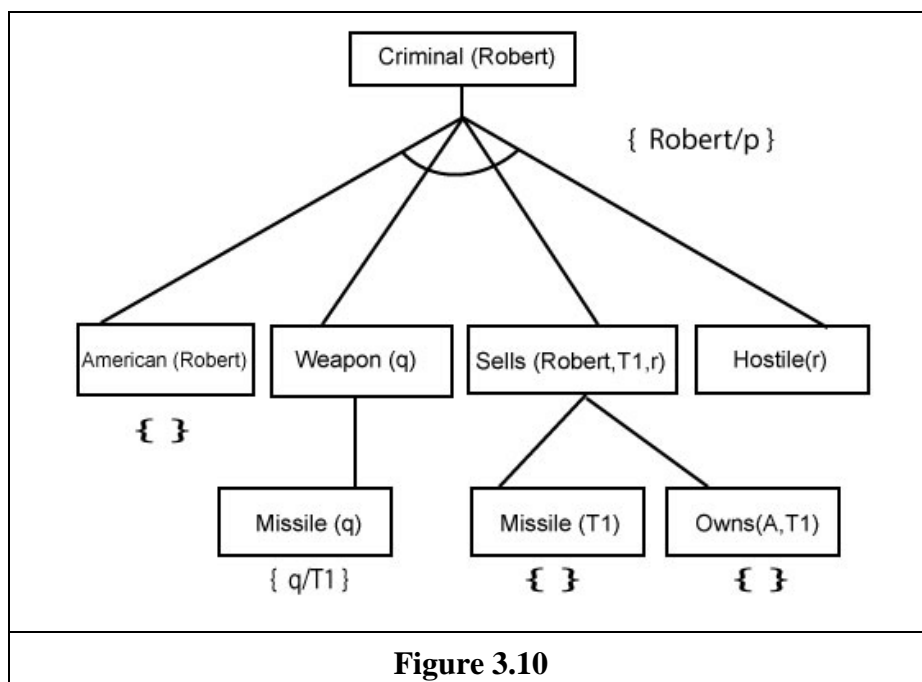 Criminal (Robert)
{ Robert/p }
American (Robert)
Weapon (q)
Sells (Robert,T1,r)
Hostile(r)
{ }
Missile (q)
Missile (T1)
Owns(A,T1)
{ q/T1 }
{ }
{ }
Figure 3.10